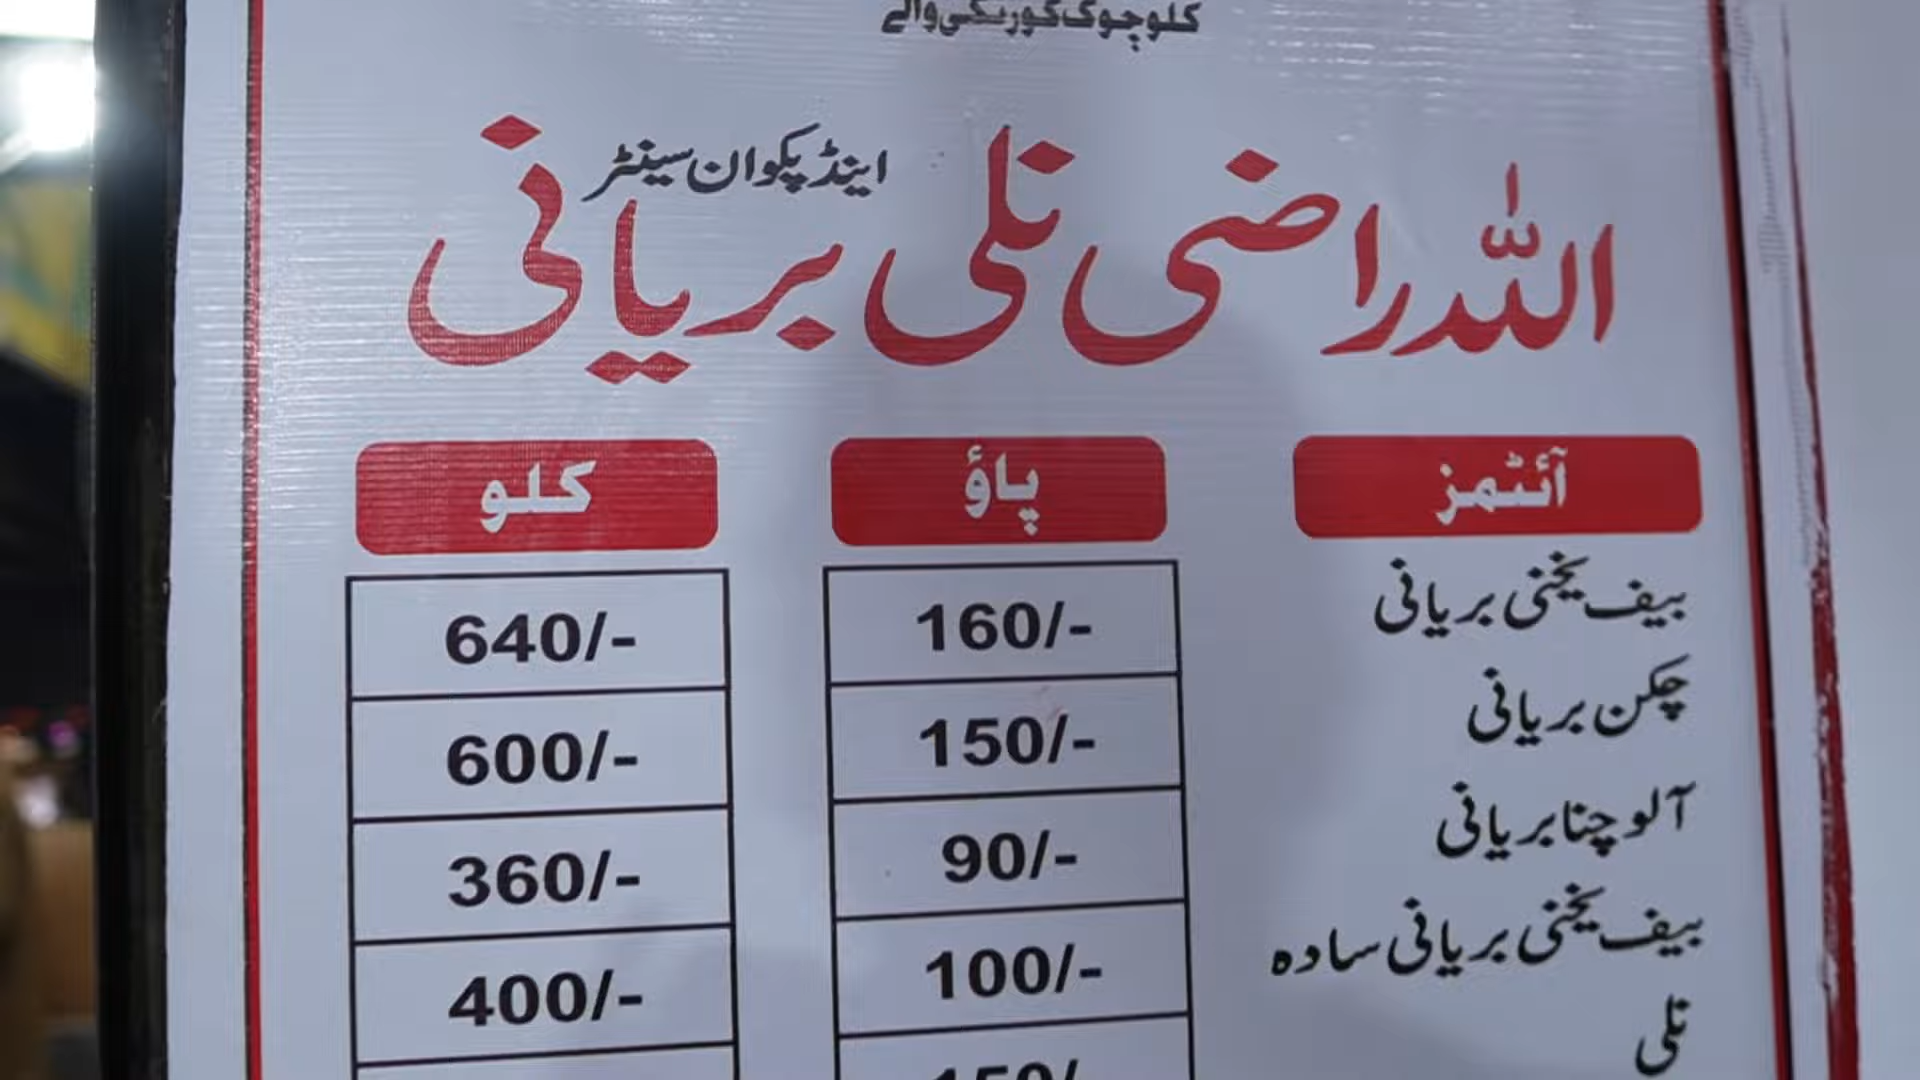 کلو چوک کورنگی والے
اللہ راضی نلی بریانی
اینڈ پکوان سینٹر
آئٹمز پاؤ کلو
بیف یخنی بریانی 160/- 640/-
چکن بریانی 150/- 600/-
آلو چنا بریانی 90/- 360/-
بیف یخنی بریانی سادہ 100/- 400/-
نلی 150/-